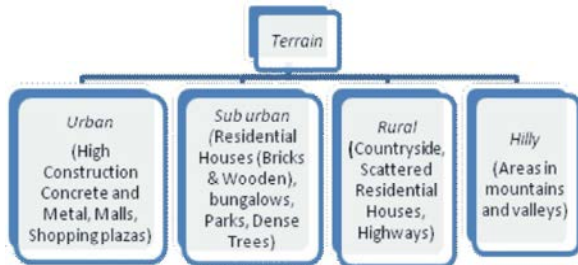 Terrain
Urban
(High
Construction
Concrete and
Metal, Malls,
Shopping plazas)
Sub urban
(Residential
Houses (Bricks
& Wooden),
bungalows,
Parks, Dense
Trees)
Rural
(Countryside,
Scattered
Residential
Houses,
Highways)
Hilly
(Areas in
mountains
and valleys)